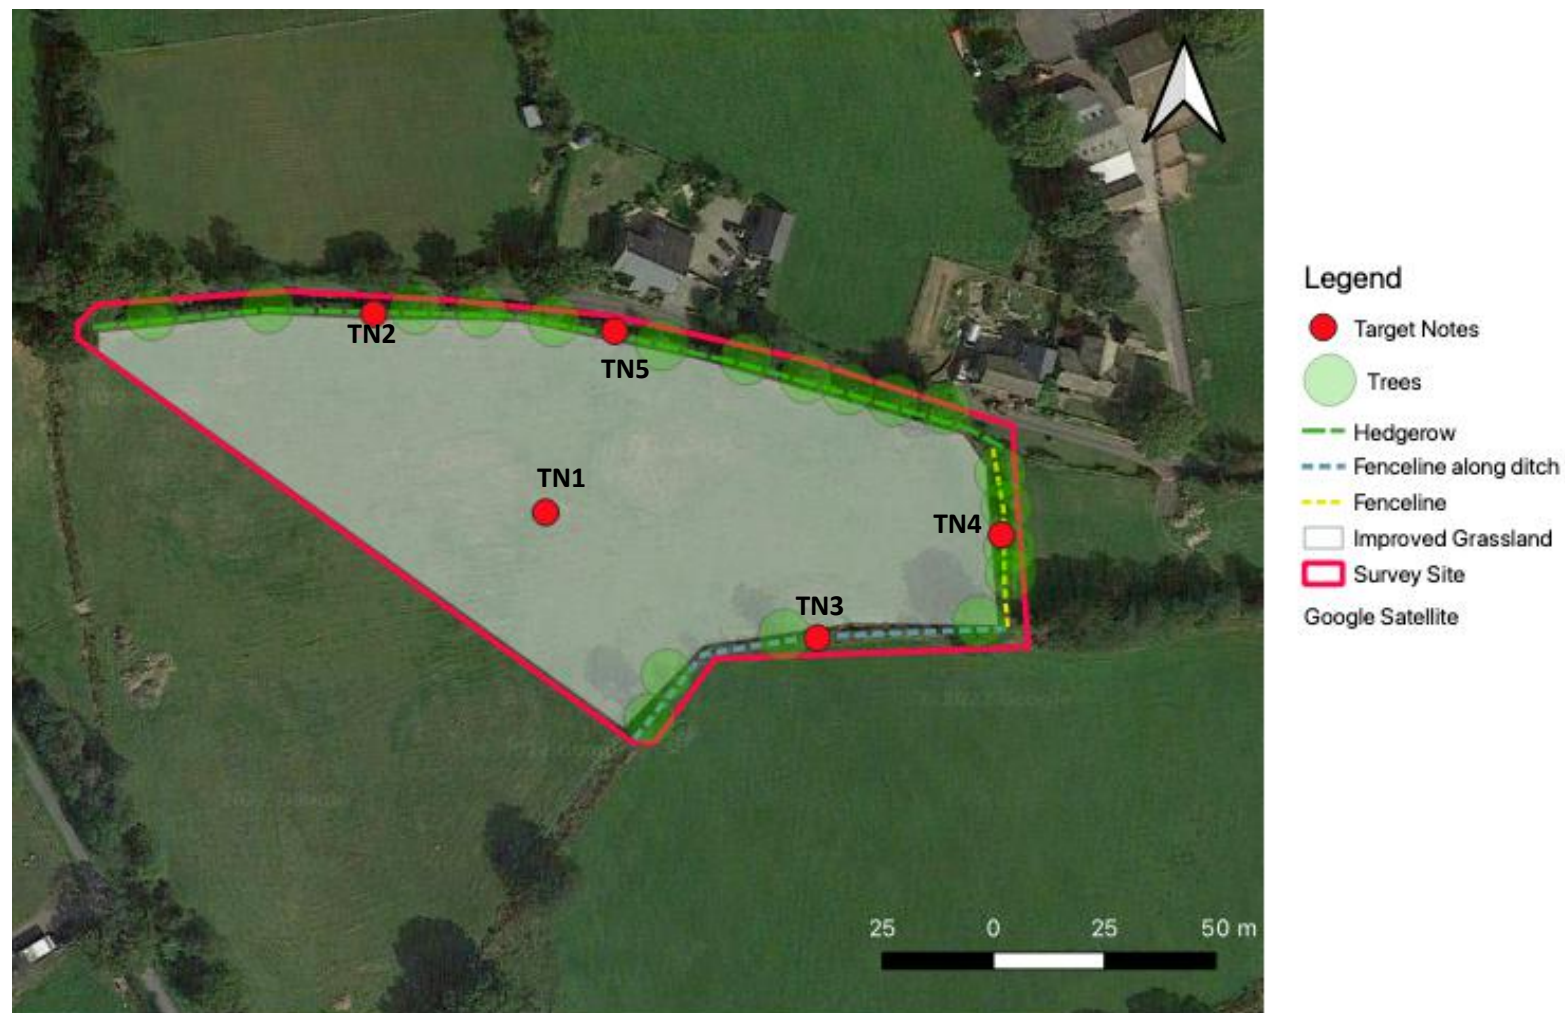 TN2
TN5
TN1
TN4
TN3
25 0 25 50 m
Legend
Target Notes
Trees
Hedgerow
Fenceline along ditch
Fenceline
Improved Grassland
Survey Site
Google Satellite